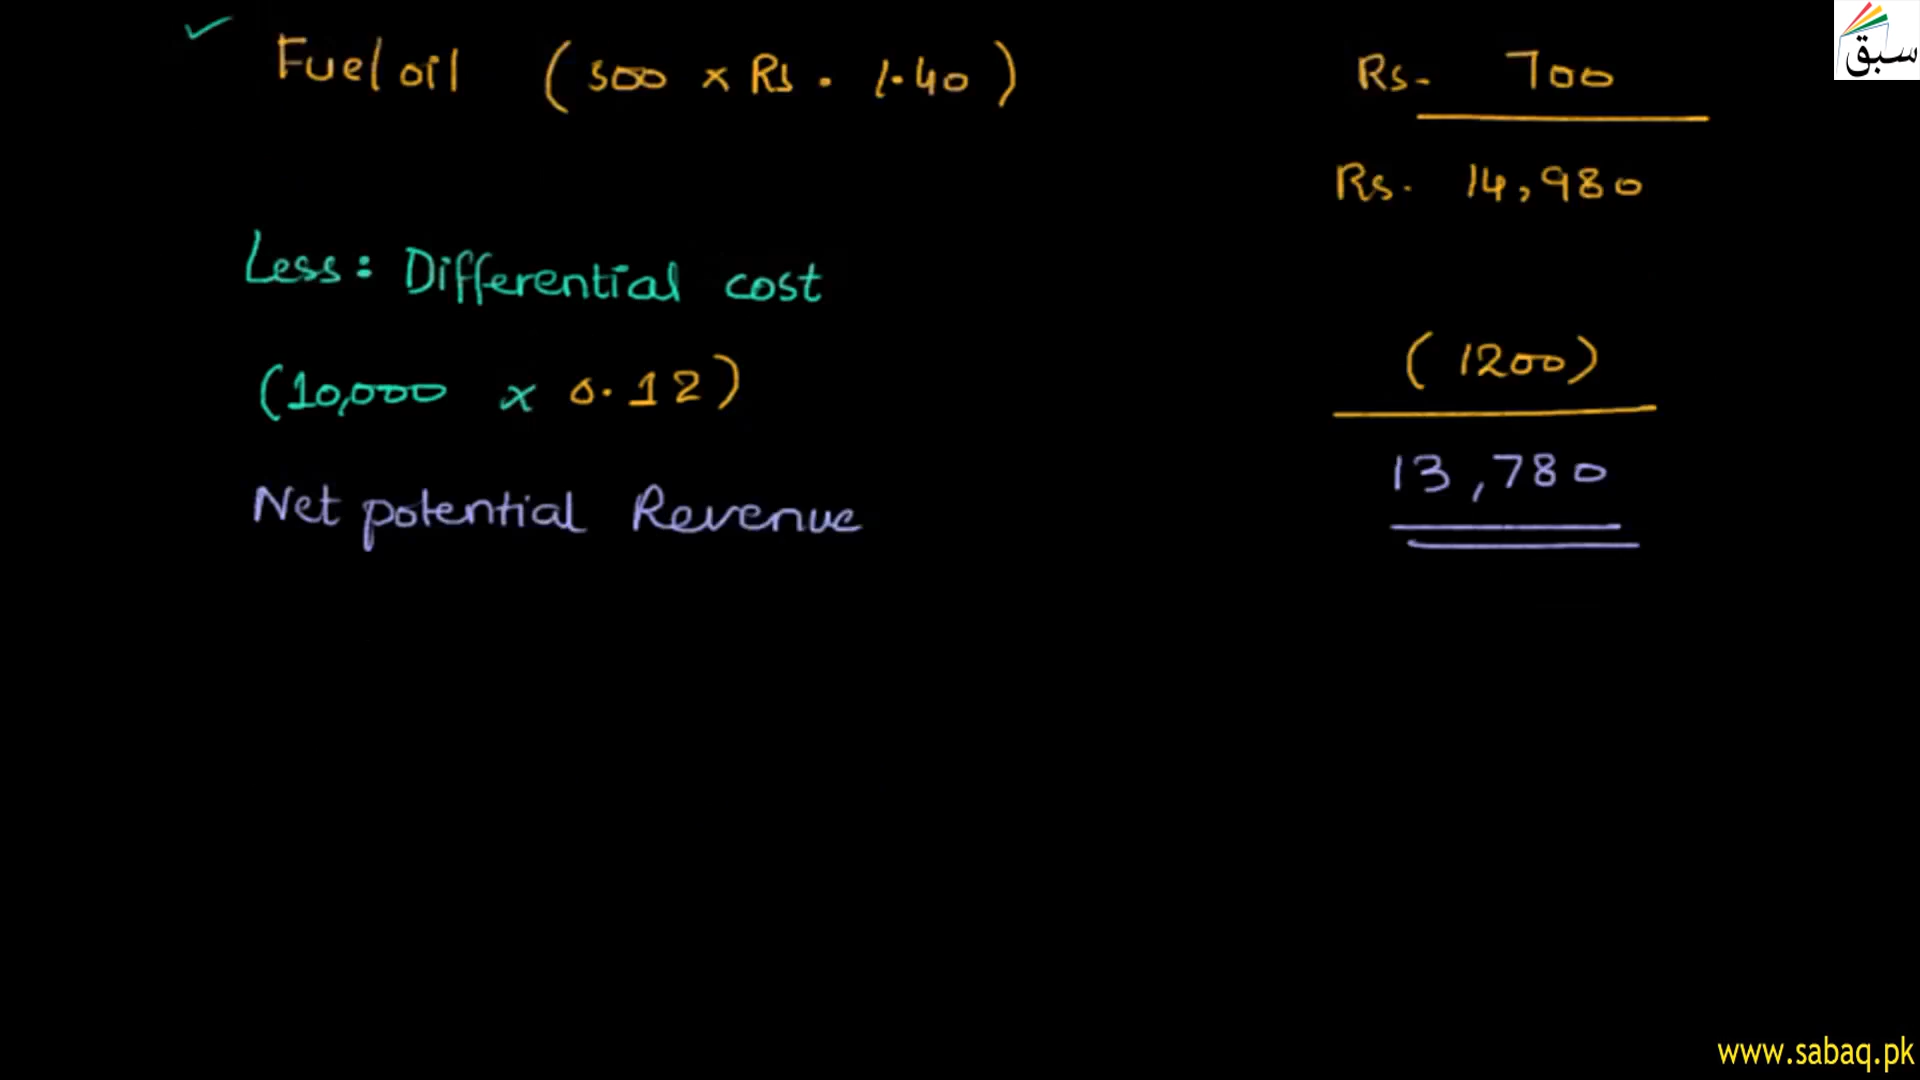 Fuel oil (500 x Rs. 1.40) Rs. 700
Rs. 14,980
Less: Differential cost
(10,000 x 0.12) (1200)
Net potential Revenue 13,780
سبق
www.sabaq.pk